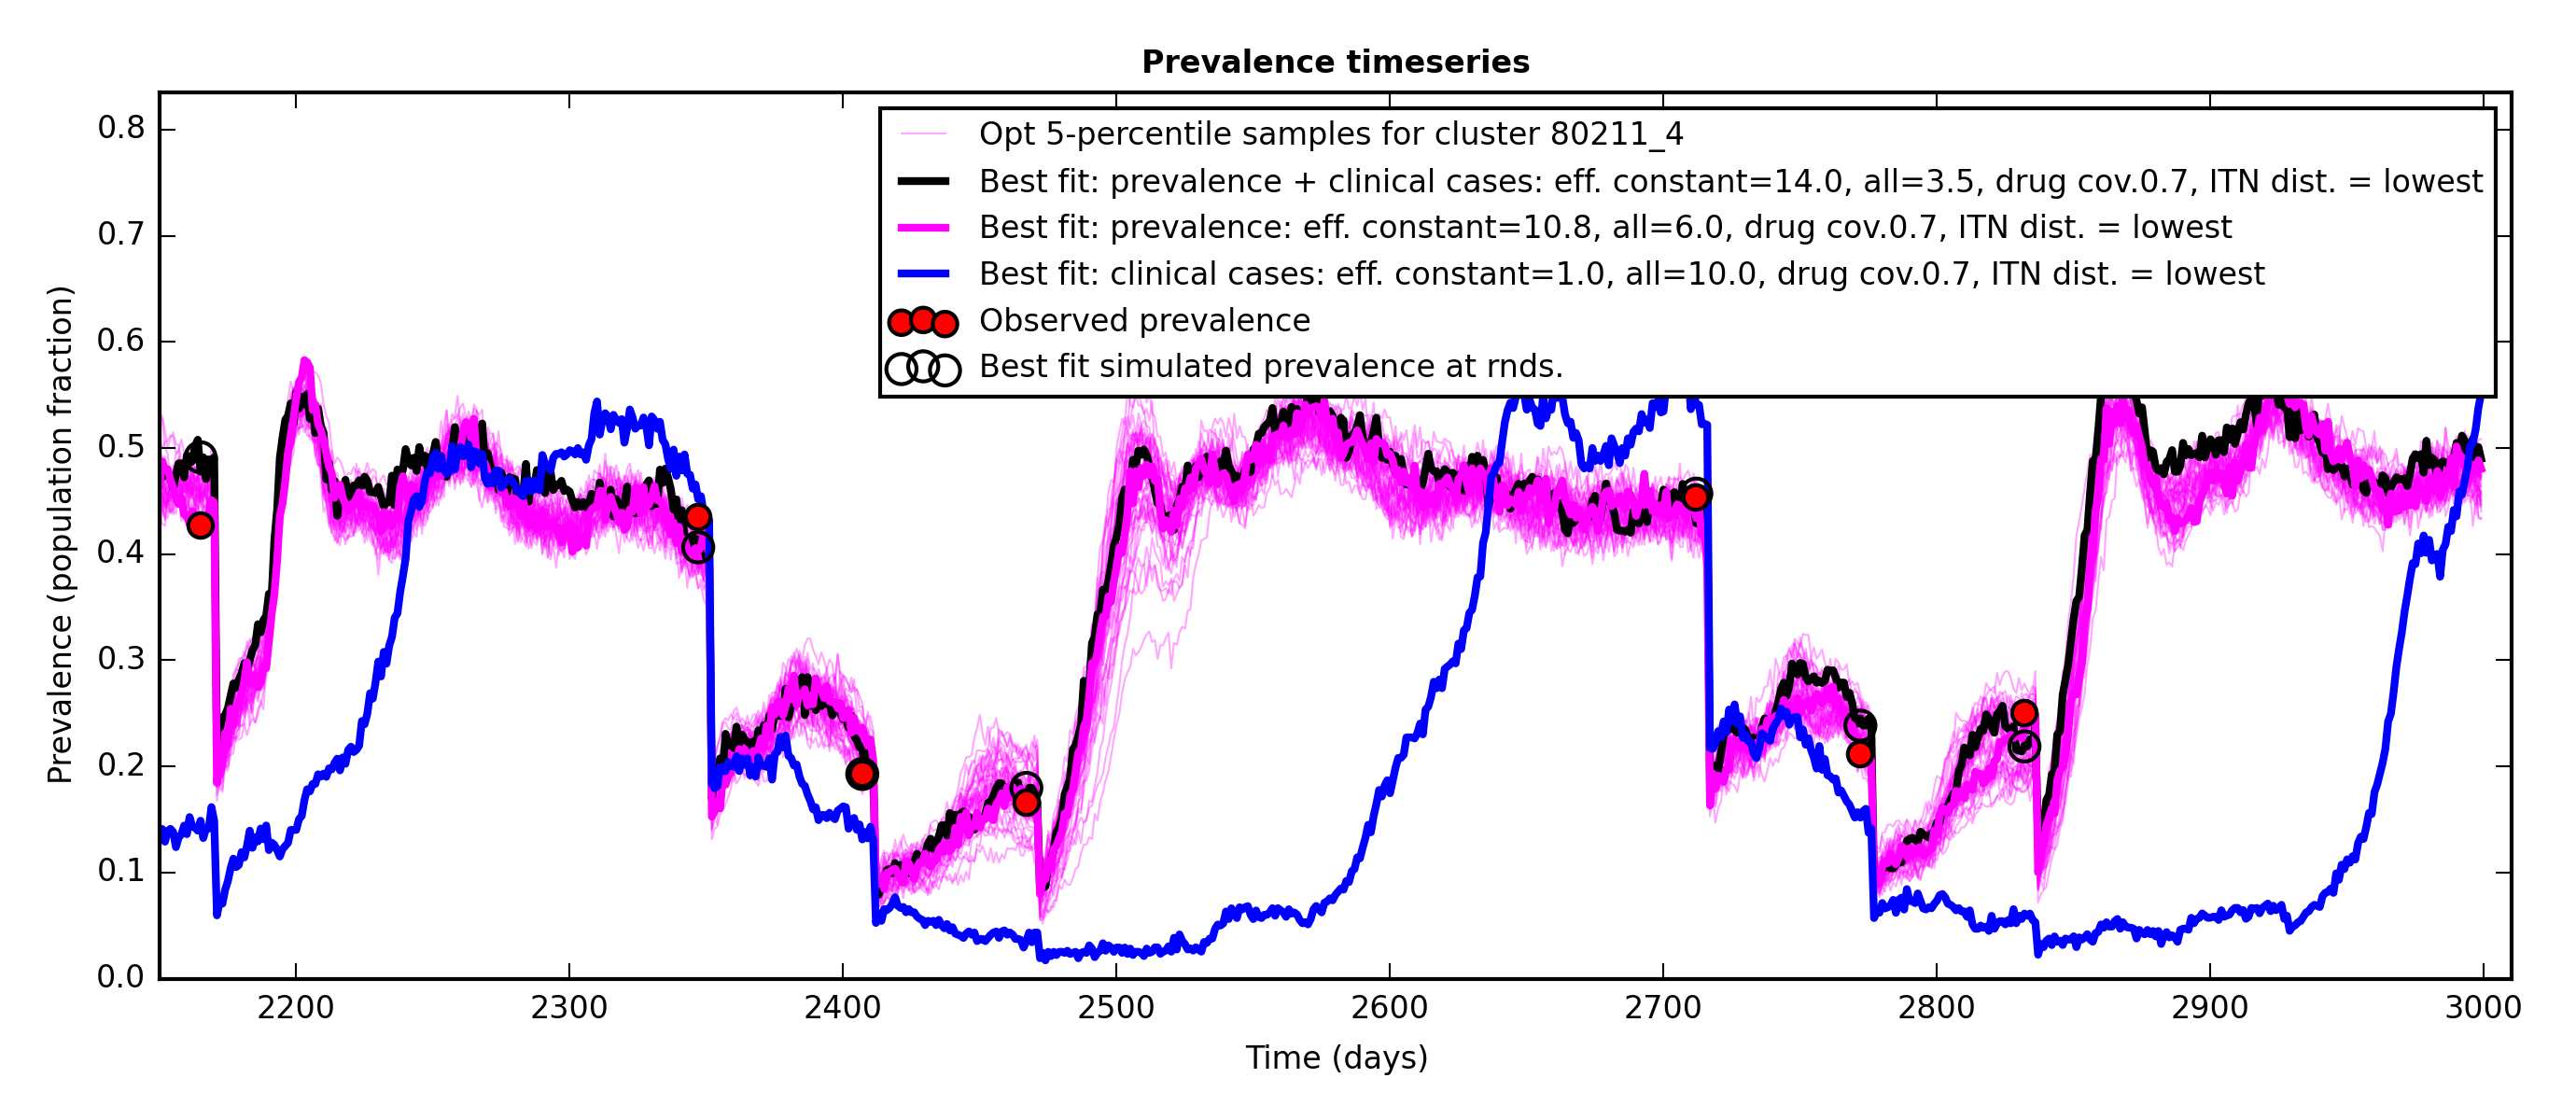 Prevalence timeseries
Prevalence (population fraction)
0.8
0.7
0.6
0.5
0.4
0.3
0.2
0.1
0.0
Opt 5-percentile samples for cluster 80211_4
Best fit: prevalence + clinical cases: eff. constant=14.0, all=3.5, drug cov.0.7, ITN dist. = lowest
Best fit: prevalence: eff. constant=10.8, all=6.0, drug cov.0.7, ITN dist. = lowest
Best fit: clinical cases: eff. constant=1.0, all=10.0, drug cov.0.7, ITN dist. = lowest
Observed prevalence
Best fit simulated prevalence at rnds.
2200 2300 2400 2500 2600 2700 2800 2900 3000
Time (days)